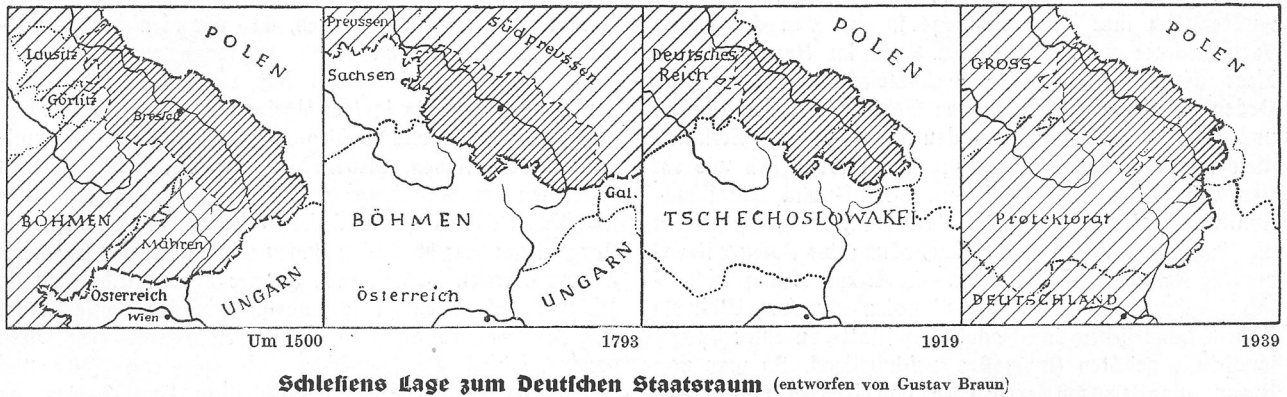 POLEN
Lausitz
Görlitz
Breslau
BÖHMEN
Mähren
Österreich
Wien
UNGARN
Preussen
Südpreussen
Sachsen
BÖHMEN
Gal.
Österreich
UNGARN
POLEN
Deutsches
Reich
TSCHECHOSLOWAKEI
POLEN
GROSS-
Protektorat
DEUTSCHLAND
Um 1500
1793
1919
1939
Schlesiens Lage zum Deutschen Staatsraum (entworfen von Gustav Braun)